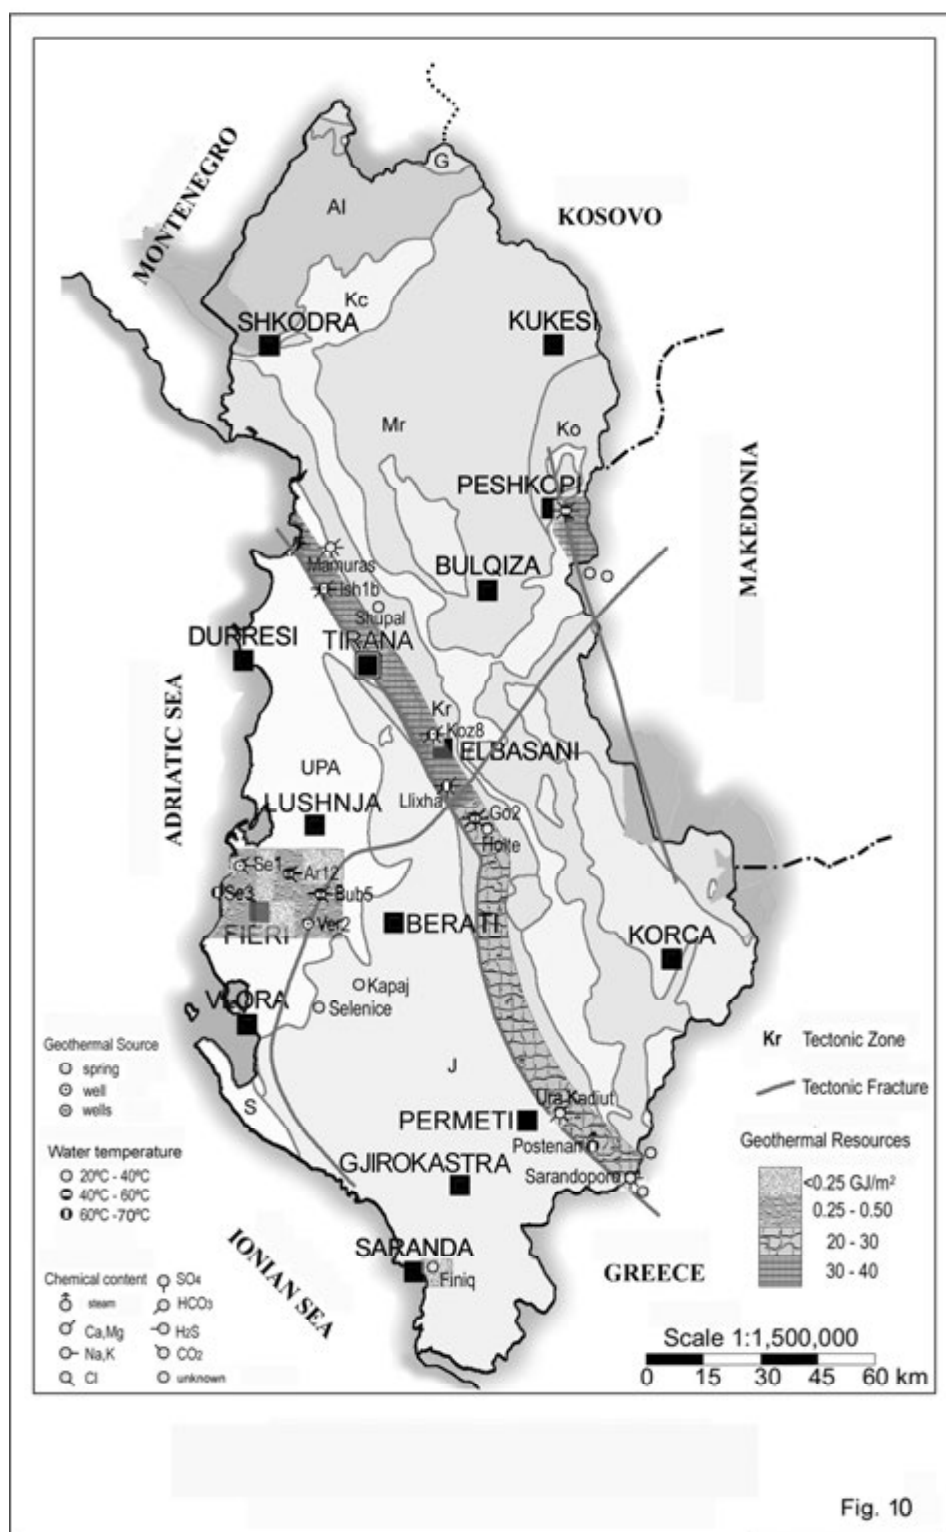 MONTENEGRO
G
KOSOVO
Al
Kc
SHKODRA
KUKESI
Mr
Ko
PESHKOPI
MAKEDONIA
Mamuras
Ish1b
BULQIZA
Shupal
DURRESI
TIRANA
ADRIATIC SEA
Kr
Koz8
ELBASANI
UPA
Llixha
LUSHNJA
Go2
Holte
Se1
Ar12
Se3
Bub5
Ver2
FIERI
BERATI
KORCA
Kapaj
Selenice
VLORA
J
S
Ura Kadiut
PERMETI
Postenan
GJIROKASTRA
Sarandoporo
SARANDA
Finiq
IONIAN SEA
GREECE
Geothermal Source
spring
well
wells
Water temperature
20ºC - 40ºC
40ºC - 60ºC
60ºC -70ºC
Chemical content
steam
Ca,Mg
Na,K
Cl
SO4
HCO3
H2S
CO2
unknown
Kr Tectonic Zone
Tectonic Fracture
Geothermal Resources
<0.25 GJ/m²
0.25 - 0.50
20 - 30
30 - 40
Scale 1:1,500,000
0 15 30 45 60 km
Fig. 10